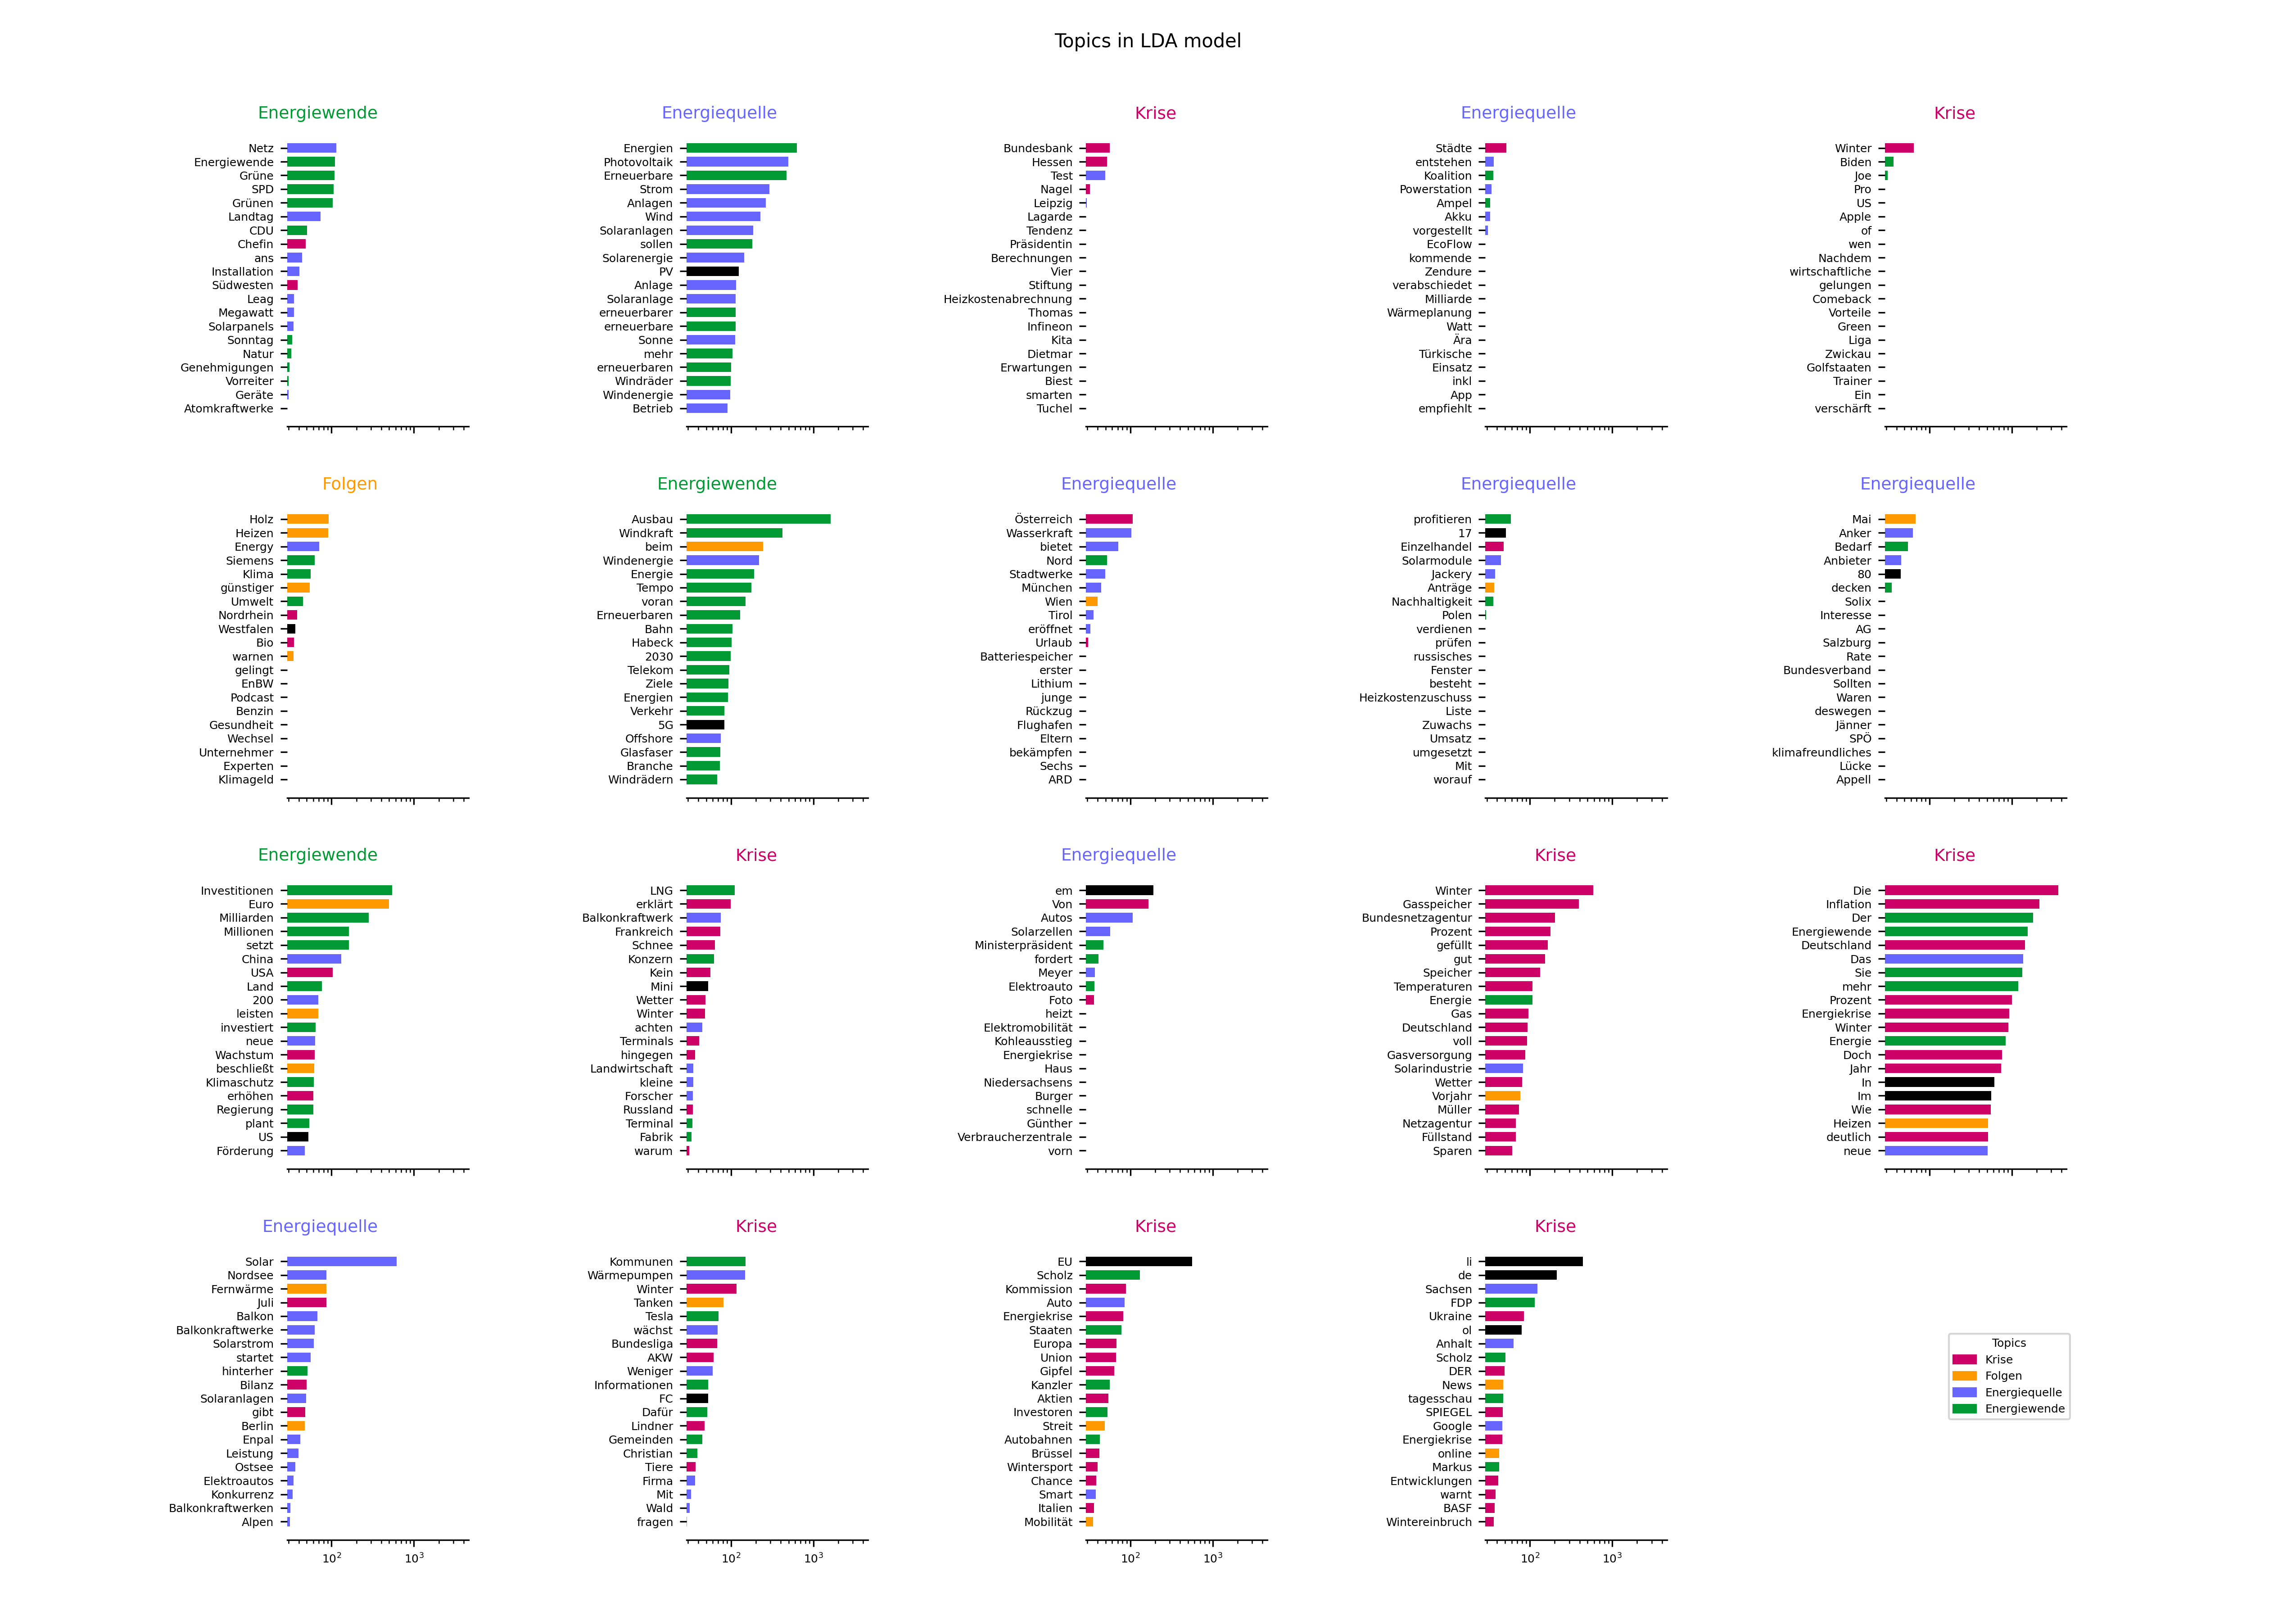 Topics in LDA model
Energiewende
Netz
Energiewende
Grüne
SPD
Grünen
Landtag
CDU
Chefin
ans
Installation
Südwesten
Leag
Megawatt
Solarpanels
Sonntag
Natur
Genehmigungen
Vorreiter
Geräte
Atomkraftwerke
Energiequelle
Energien
Photovoltaik
Erneuerbare
Strom
Anlagen
Wind
Solaranlagen
sollen
Solarenergie
PV
Anlage
Solaranlage
erneuerbarer
erneuerbare
Sonne
mehr
erneuerbaren
Windräder
Windenergie
Betrieb
Krise
Bundesbank
Hessen
Test
Nagel
Leipzig
Lagarde
Tendenz
Präsidentin
Berechnungen
Vier
Stiftung
Heizkostenabrechnung
Thomas
Infineon
Kita
Dietmar
Erwartungen
Biest
smarten
Tuchel
Energiequelle
Städte
entstehen
Koalition
Powerstation
Ampel
Akku
vorgestellt
EcoFlow
kommende
Zendure
verabschiedet
Milliarde
Wärmeplanung
Watt
Ära
Türkische
Einsatz
inkl
App
empfiehlt
Krise
Winter
Biden
Joe
Pro
US
Apple
of
wen
Nachdem
wirtschaftliche
gelungen
Comeback
Vorteile
Green
Liga
Zwickau
Golfstaaten
Trainer
Ein
verschärft
Folgen
Holz
Heizen
Energy
Siemens
Klima
günstiger
Umwelt
Nordrhein
Westfalen
Bio
warnen
gelingt
EnBW
Podcast
Benzin
Gesundheit
Wechsel
Unternehmer
Experten
Klimageld
Energiewende
Ausbau
Windkraft
beim
Windenergie
Energie
Tempo
voran
Erneuerbaren
Bahn
Habeck
2030
Telekom
Ziele
Energien
Verkehr
5G
Offshore
Glasfaser
Branche
Windrädern
Energiequelle
Österreich
Wasserkraft
bietet
Nord
Stadtwerke
München
Wien
Tirol
eröffnet
Urlaub
Batteriespeicher
erster
Lithium
junge
Rückzug
Flughafen
Eltern
bekämpfen
Sechs
ARD
Energiequelle
profitieren
17
Einzelhandel
Solarmodule
Jackery
Anträge
Nachhaltigkeit
Polen
verdienen
prüfen
russisches
Fenster
besteht
Heizkostenzuschuss
Liste
Zuwachs
Umsatz
umgesetzt
Mit
worauf
Energiequelle
Mai
Anker
Bedarf
Anbieter
80
decken
Solix
Interesse
AG
Salzburg
Rate
Bundesverband
Sollten
Waren
deswegen
Jänner
SPÖ
klimafreundliches
Lücke
Appell
Energiewende
Investitionen
Euro
Milliarden
Millionen
setzt
China
USA
Land
200
leisten
investiert
neue
Wachstum
beschließt
Klimaschutz
erhöhen
Regierung
plant
US
Förderung
Krise
LNG
erklärt
Balkonkraftwerk
Frankreich
Schnee
Konzern
Kein
Mini
Wetter
Winter
achten
Terminals
hingegen
Landwirtschaft
kleine
Forscher
Russland
Terminal
Fabrik
warum
Energiequelle
em
Von
Autos
Solarzellen
Ministerpräsident
fordert
Meyer
Elektroauto
Foto
heizt
Elektromobilität
Kohleausstieg
Energiekrise
Haus
Niedersachsens
Burger
schnelle
Günther
Verbraucherzentrale
vorn
Krise
Winter
Gasspeicher
Bundesnetzagentur
Prozent
gefüllt
gut
Speicher
Temperaturen
Energie
Gas
Deutschland
voll
Gasversorgung
Solarindustrie
Wetter
Vorjahr
Müller
Netzagentur
Füllstand
Sparen
Krise
Die
Inflation
Der
Energiewende
Deutschland
Das
Sie
mehr
Prozent
Energiekrise
Winter
Energie
Doch
Jahr
In
Im
Wie
Heizen
deutlich
neue
Energiequelle
Solar
Nordsee
Fernwärme
Juli
Balkon
Balkonkraftwerke
Solarstrom
startet
hinterher
Bilanz
Solaranlagen
gibt
Berlin
Enpal
Leistung
Ostsee
Elektroautos
Konkurrenz
Balkonkraftwerken
Alpen
10² 10³
Krise
Kommunen
Wärmepumpen
Winter
Tanken
Tesla
wächst
Bundesliga
AKW
Weniger
Informationen
FC
Dafür
Lindner
Gemeinden
Christian
Tiere
Firma
Mit
Wald
fragen
10² 10³
Krise
EU
Scholz
Kommission
Auto
Energiekrise
Staaten
Europa
Union
Gipfel
Kanzler
Aktien
Investoren
Streit
Autobahnen
Brüssel
Wintersport
Chance
Smart
Italien
Mobilität
10² 10³
Krise
li
de
Sachsen
FDP
Ukraine
ol
Anhalt
Scholz
DER
News
tagesschau
SPIEGEL
Google
Energiekrise
online
Markus
Entwicklungen
warnt
BASF
Wintereinbruch
10² 10³
Topics
Krise
Folgen
Energiequelle
Energiewende